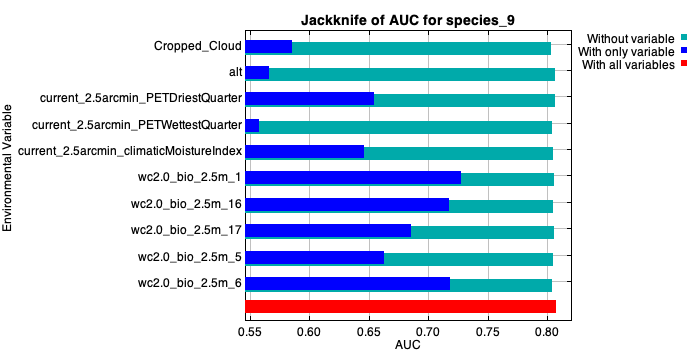 Jackknife of AUC for species_9
Without variable
With only variable
With all variables
Environmental Variable
Cropped_Cloud
alt
current_2.5arcmin_PETDriestQuarter
current_2.5arcmin_PETWettestQuarter
current_2.5arcmin_climaticMoistureIndex
wc2.0_bio_2.5m_1
wc2.0_bio_2.5m_16
wc2.0_bio_2.5m_17
wc2.0_bio_2.5m_5
wc2.0_bio_2.5m_6
0.55 0.60 0.65 0.70 0.75 0.80
AUC